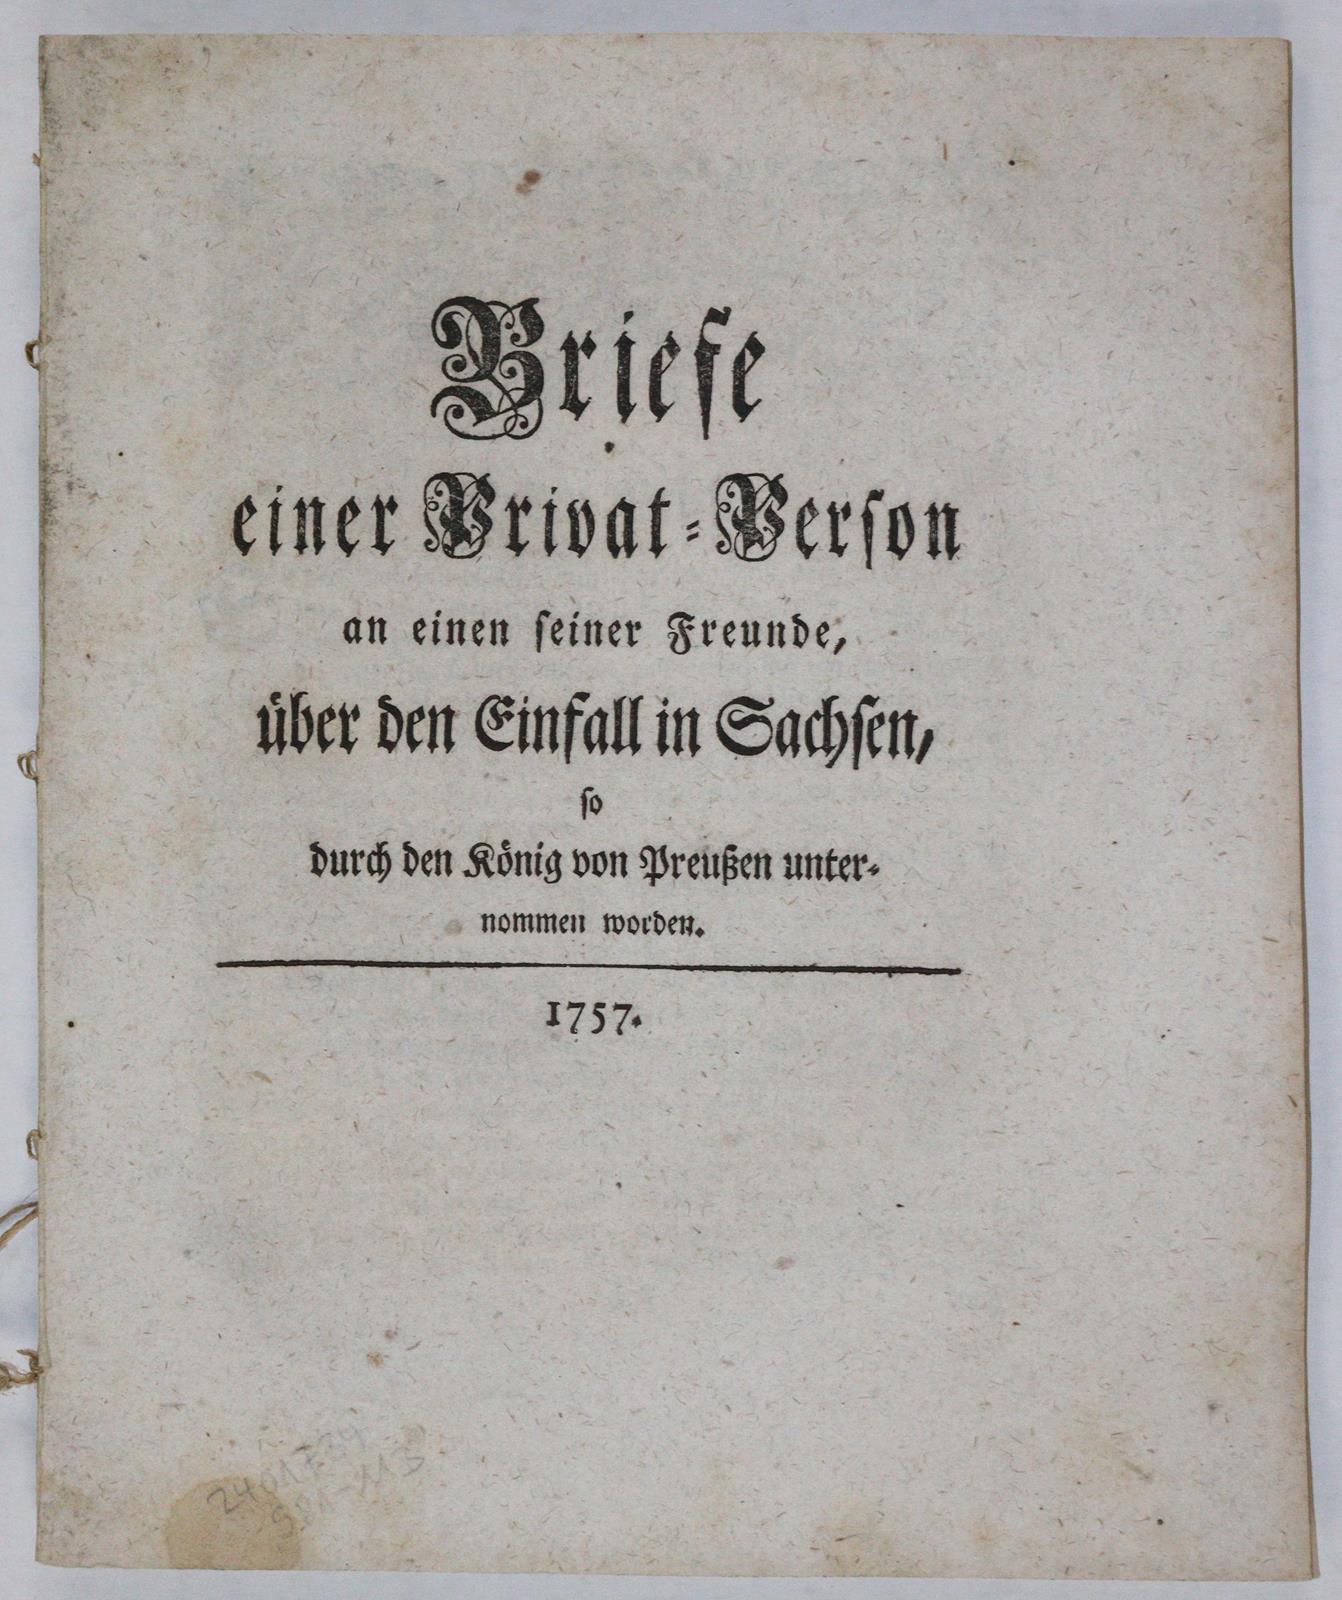 Briefe
einer Privat-Person
an einen seiner Freunde,
über den Einfall in Sachsen,
so
durch den König von Preußen unter-
nommen worden.
1757.